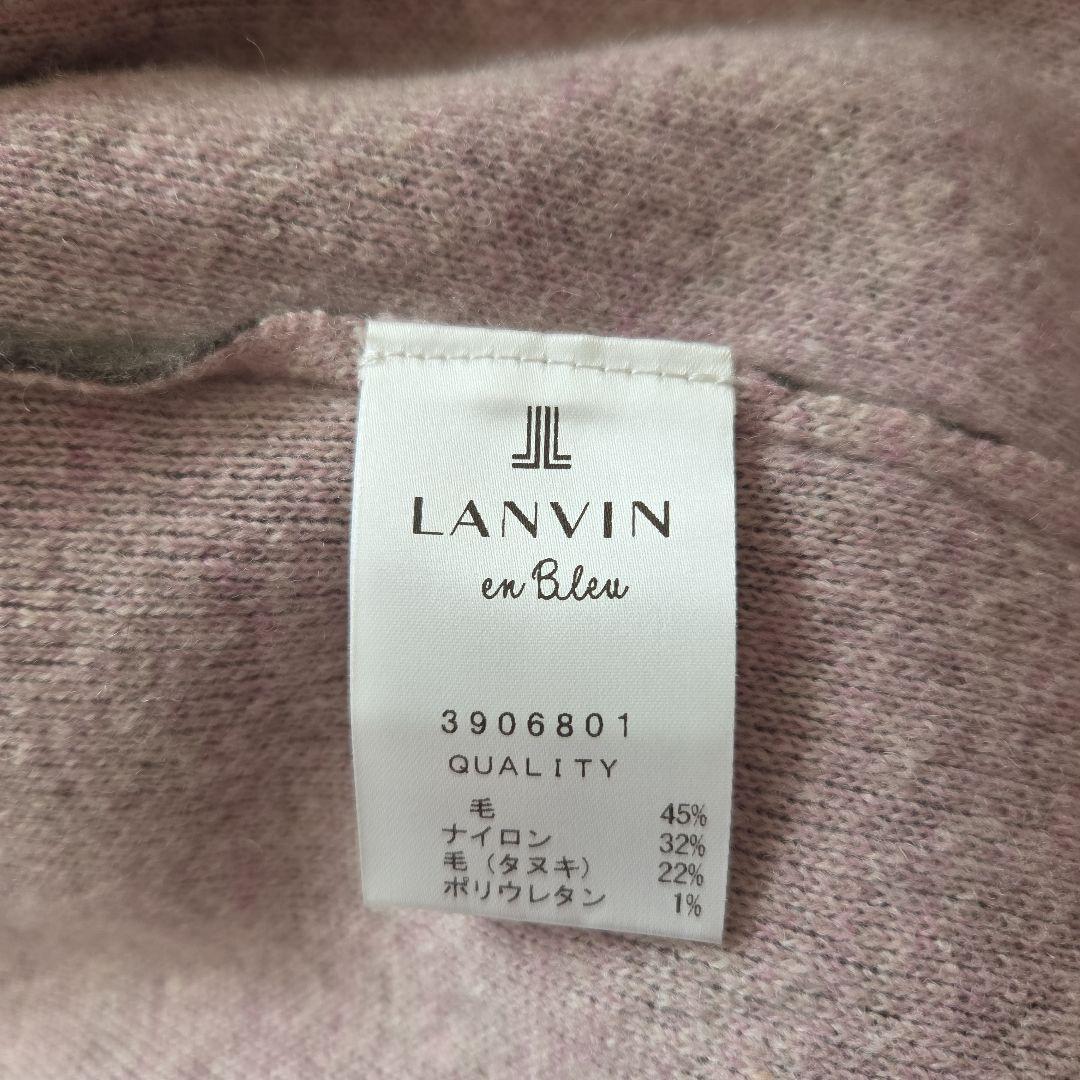 LANVIN
en Bleu
3906801
QUALITY
毛 45%
ナイロン 32%
毛(タヌキ) 22%
ポリウレタン 1%